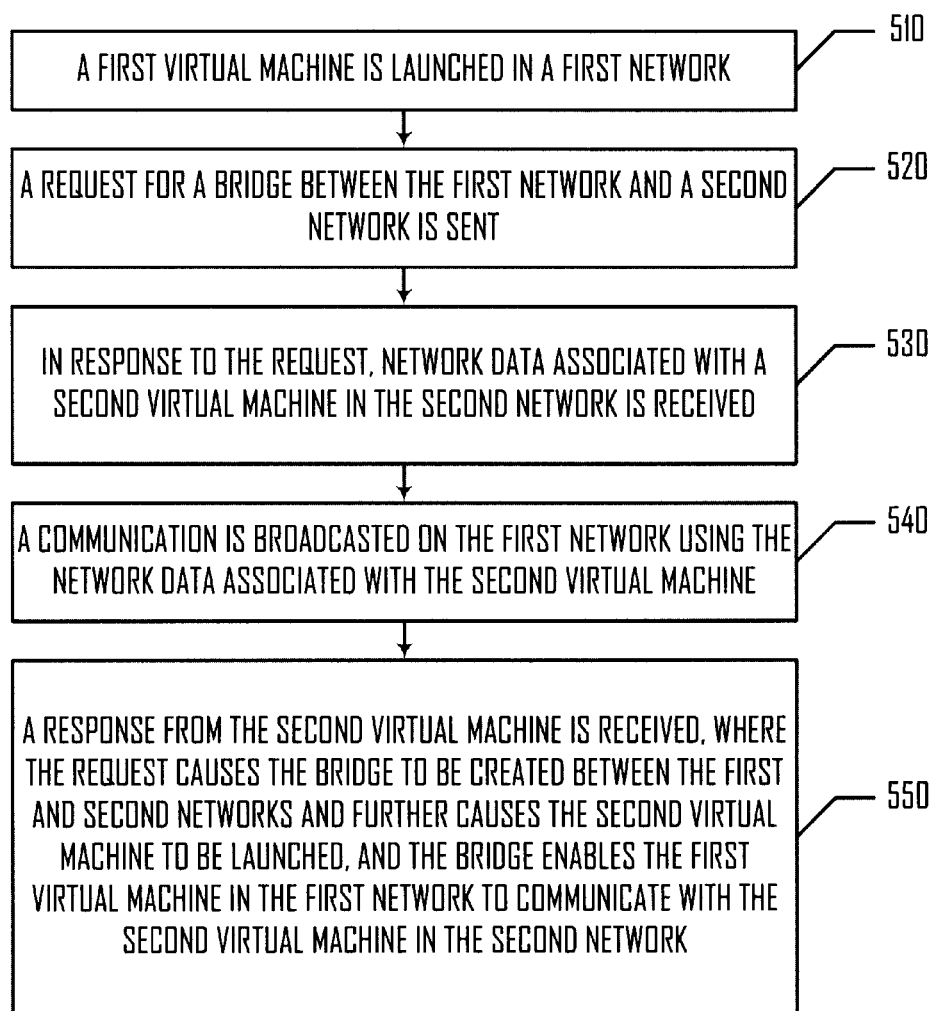 A FIRST VIRTUAL MACHINE IS LAUNCHED IN A FIRST NETWORK
510
A REQUEST FOR A BRIDGE BETWEEN THE FIRST NETWORK AND A SECOND
NETWORK IS SENT
520
IN RESPONSE TO THE REQUEST, NETWORK DATA ASSOCIATED WITH A
SECOND VIRTUAL MACHINE IN THE SECOND NETWORK IS RECEIVED
530
A COMMUNICATION IS BROADCASTED ON THE FIRST NETWORK USING THE
NETWORK DATA ASSOCIATED WITH THE SECOND VIRTUAL MACHINE
540
A RESPONSE FROM THE SECOND VIRTUAL MACHINE IS RECEIVED, WHERE
THE REQUEST CAUSES THE BRIDGE TO BE CREATED BETWEEN THE FIRST
AND SECOND NETWORKS AND FURTHER CAUSES THE SECOND VIRTUAL
MACHINE TO BE LAUNCHED, AND THE BRIDGE ENABLES THE FIRST
VIRTUAL MACHINE IN THE FIRST NETWORK TO COMMUNICATE WITH THE
SECOND VIRTUAL MACHINE IN THE SECOND NETWORK
550